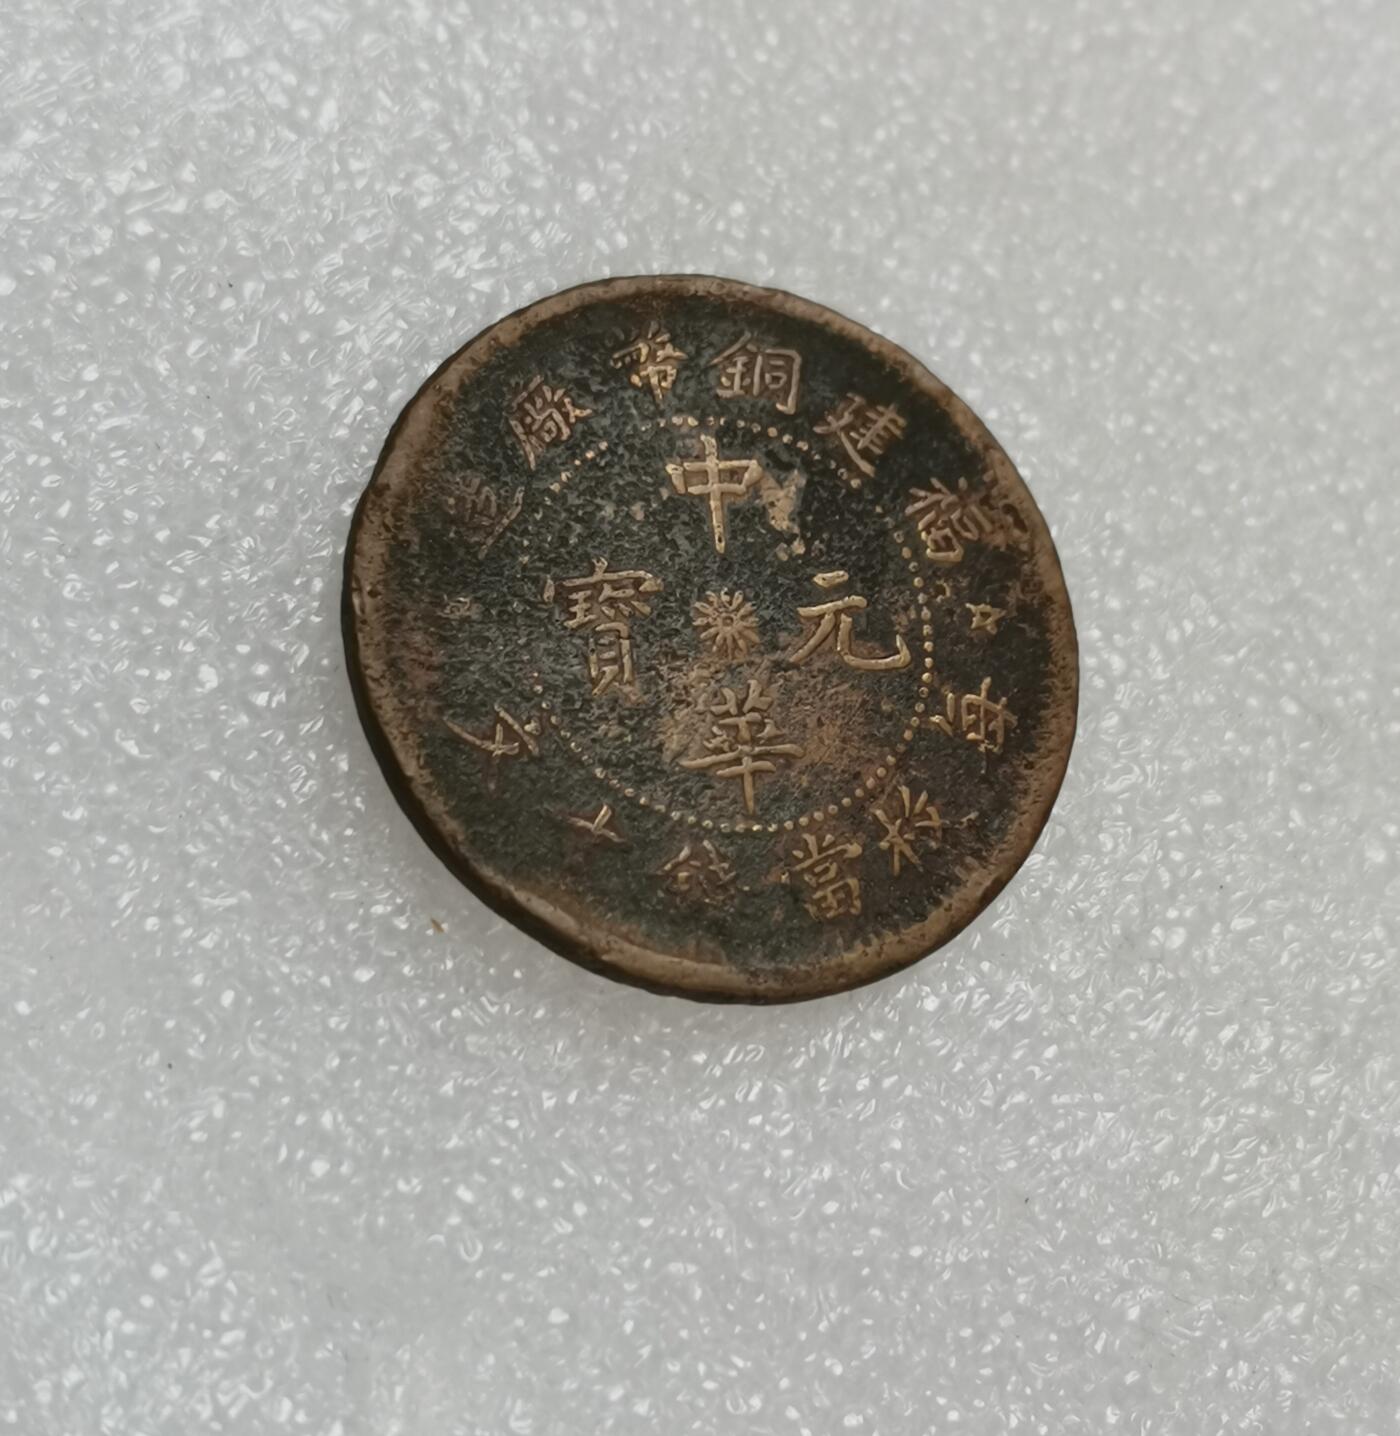 福建銅幣廠造
中華元寶
每枚當錢十文